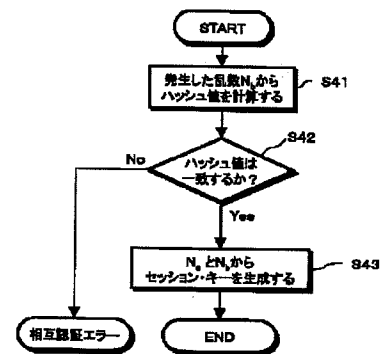 START
発生した乱数Nbから
ハッシュ値を計算する
S41
S42
No
ハッシュ値は
一致するか?
Yes
NaとNbから
セッション・キーを生成する
S43
相互認証エラー
END